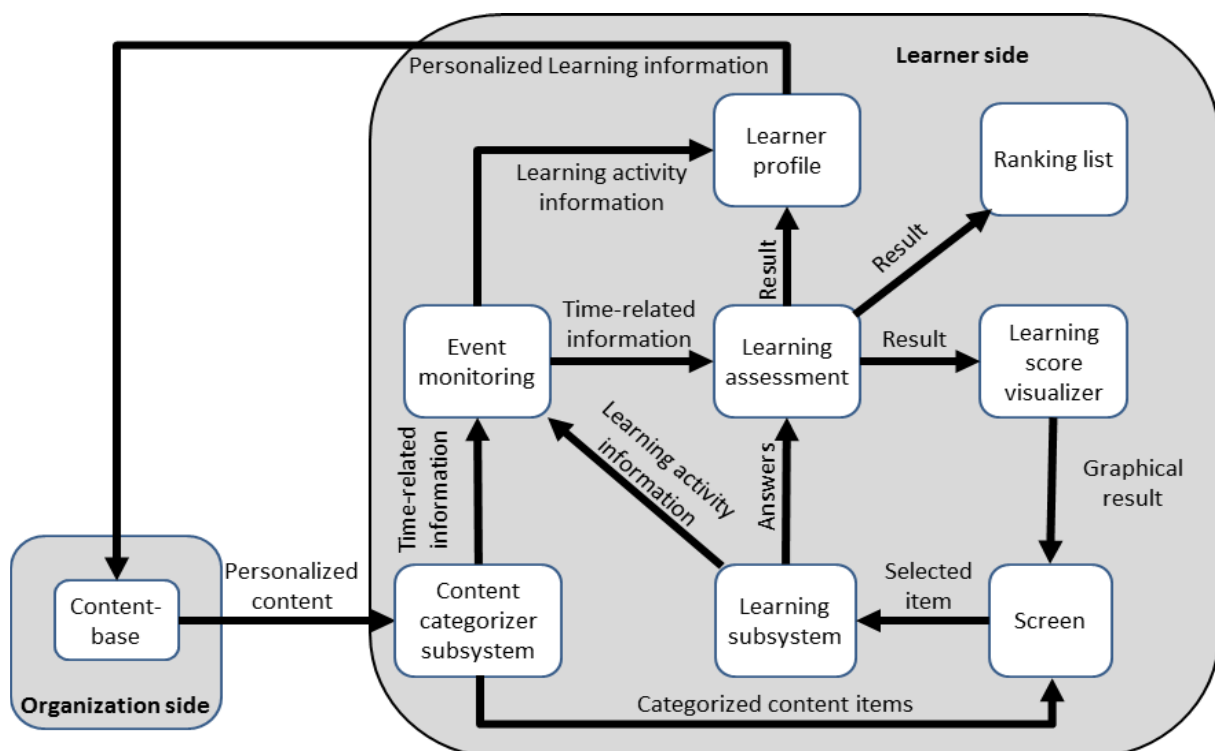 Learner side
Personalized Learning information
Learner
profile
Ranking list
Learning activity
information
Result
Result
Event
monitoring
Time-related
information
Learning
assessment
Result
Learning
score
visualizer
Time-related
information
Learning activity
information
Answers
Graphical
result
Content-
base
Organization side
Personalized
content
Content
categorizer
subsystem
Learning
subsystem
Selected
item
Screen
Categorized content items